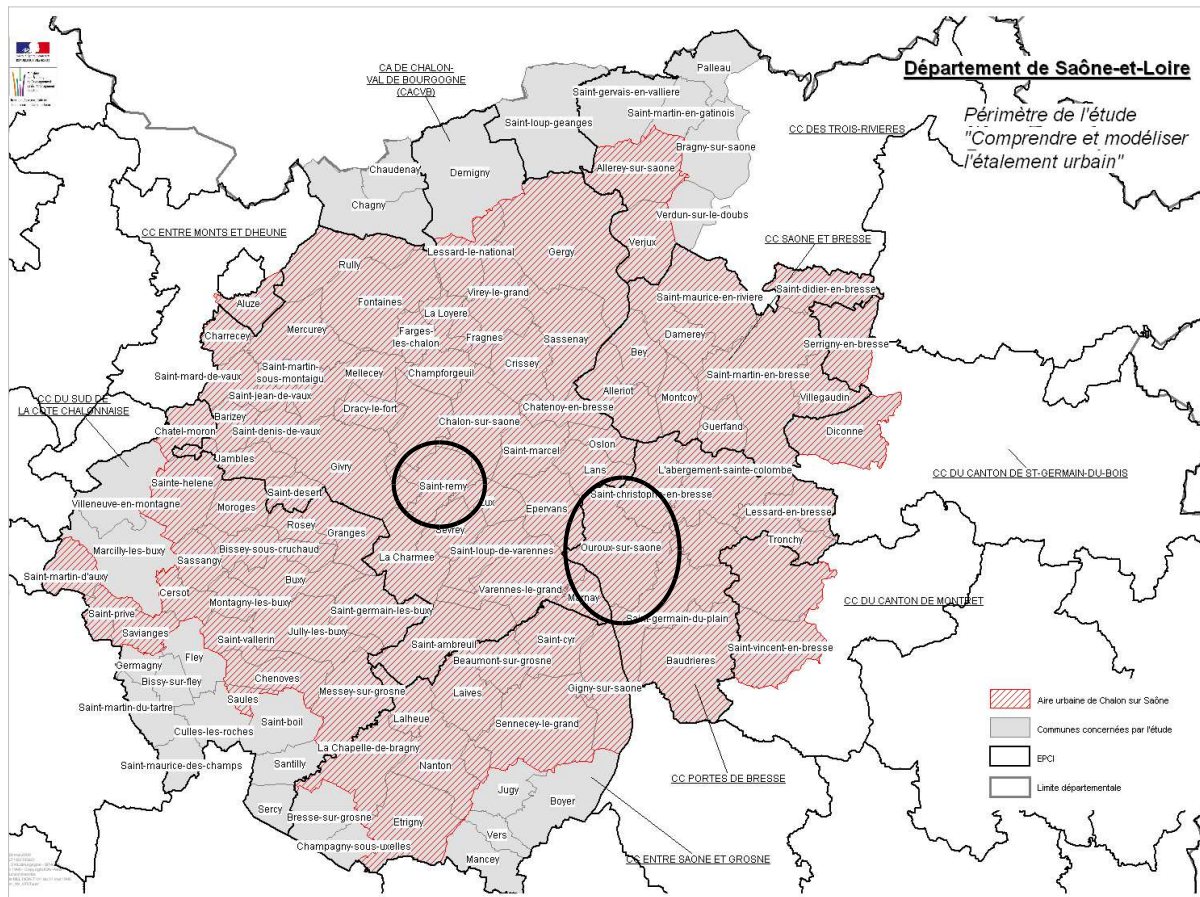 Département de Saône-et-Loire
Périmètre de l'étude
"Comprendre et modéliser
l'étalement urbain"
CA DE CHALON-
VAL DE BOURGOGNE
(CACVB)
Palleau
Saint-gervais-en-valliere
Saint-martin-en-gatinois
Saint-loup-geanges
CC DES TROIS-RIVIERES
Bragny-sur-saone
Chaudenay
Demigny
Allerey-sur-saone
Chagny
Verdun-sur-le-doubs
CC ENTRE MONTS ET DHEUNE
Verjux
CC SAONE ET BRESSE
Lessard-le-national
Gergy
Rully
Saint-didier-en-bresse
Virey-le-grand
Saint-maurice-en-riviere
Aluze
Fontaines
La Loyere
Mercurey
Farges-
les-chalon
Fragnes
Sassenay
Damerey
Charrecey
Serrigny-en-bresse
Bey
Crissey
Saint-martin-
sous-montaigu
Saint-mard-de-vaux
Mellecey
Champforgeuil
Saint-martin-en-bresse
Alleriot
Saint-jean-de-vaux
Montcoy
Villegaudin
CC DU SUD DE
LA COTE CHALONNAISE
Dracy-le-fort
Chatenoy-en-bresse
Barizey
Chalon-sur-saone
Guerfand
Chatel-moron
Saint-denis-de-vaux
Diconne
Saint-marcel
Oslon
Jambles
Givry
Lans
L'abergement-sainte-colombe
CC DU CANTON DE ST-GERMAIN-DU-BOIS
Sainte-helene
Saint-remy
Saint-desert
Saint-christophe-en-bresse
Villeneuve-en-montagne
Moroges
ux
Epervans
Lessard-en-bresse
Rosey
Granges
Sevrey
Tronchy
Marcilly-les-buxy
Bissey-sous-cruchaud
Ouroux-sur-saone
Sassangy
La Charmee
Saint-loup-de-varennes
Saint-martin-d'auxy
Buxy
Cersot
Varennes-le-grand
Marnay
CC DU CANTON DE MONTRET
Montagny-les-buxy
Saint-germain-les-buxy
Saint-prive
Saint-germain-du-plain
Savianges
Saint-vallerin
Jully-les-buxy
Saint-cyr
Saint-ambreuil
Saint-vincent-en-bresse
Fley
Beaumont-sur-grosne
Baudrieres
Germagny
Bissy-sur-fley
Chenoves
Gigny-sur-saone
Messey-sur-grosne
Laives
Saules
Saint-martin-du-tartre
Saint-boil
Lalheue
Sennecey-le-grand
Culles-les-roches
La Chapelle-de-bragny
Saint-maurice-des-champs
Santilly
Nanton
CC PORTES DE BRESSE
Jugy
Sercy
Boyer
Bresse-sur-grosne
Etrigny
Vers
Champagny-sous-uxelles
Mancey
CC ENTRE SAONE ET GROSNE
Aire urbaine de Chalon sur Saône
Communes concernées par l'étude
EPCI
Limite départementale